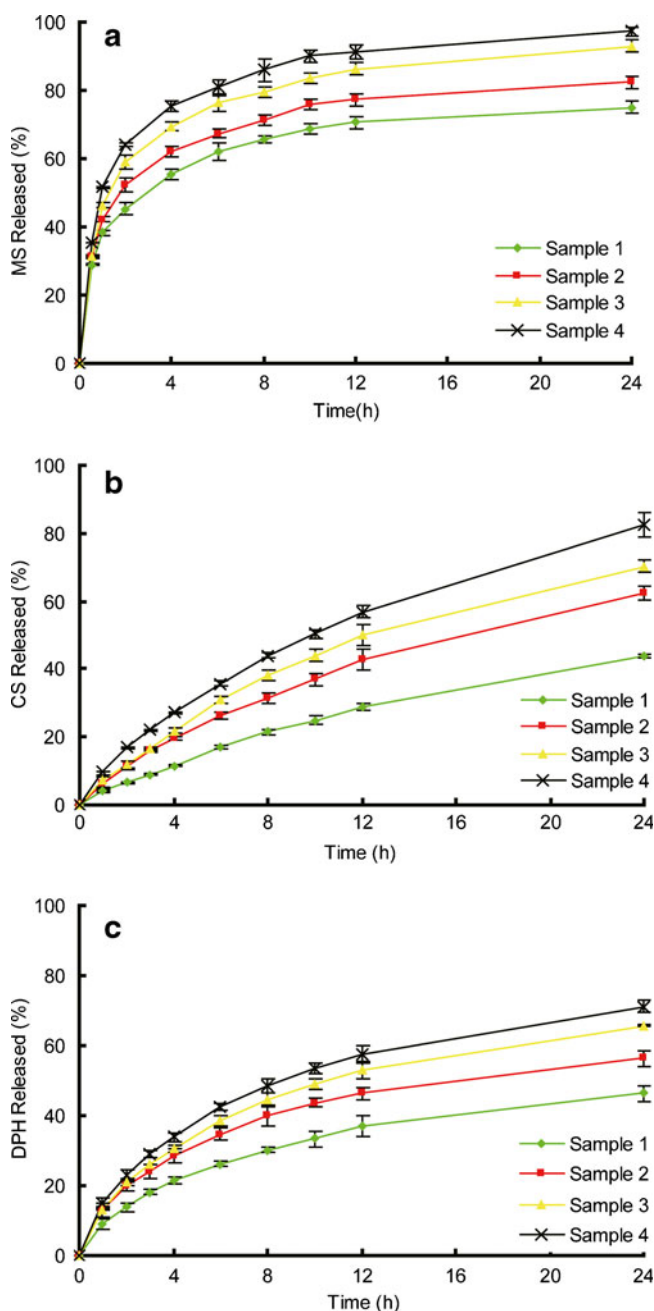 a
MS Released (%)
100
80
60
40
20
0
Sample 1
Sample 2
Sample 3
Sample 4
0 4 8 12 16 20 24
Time(h)
b
CS Released (%)
100
80
60
40
20
0
Sample 1
Sample 2
Sample 3
Sample 4
0 4 8 12 16 20 24
Time (h)
c
DPH Released (%)
100
80
60
40
20
0
Sample 1
Sample 2
Sample 3
Sample 4
0 4 8 12 16 20 24
Time (h)